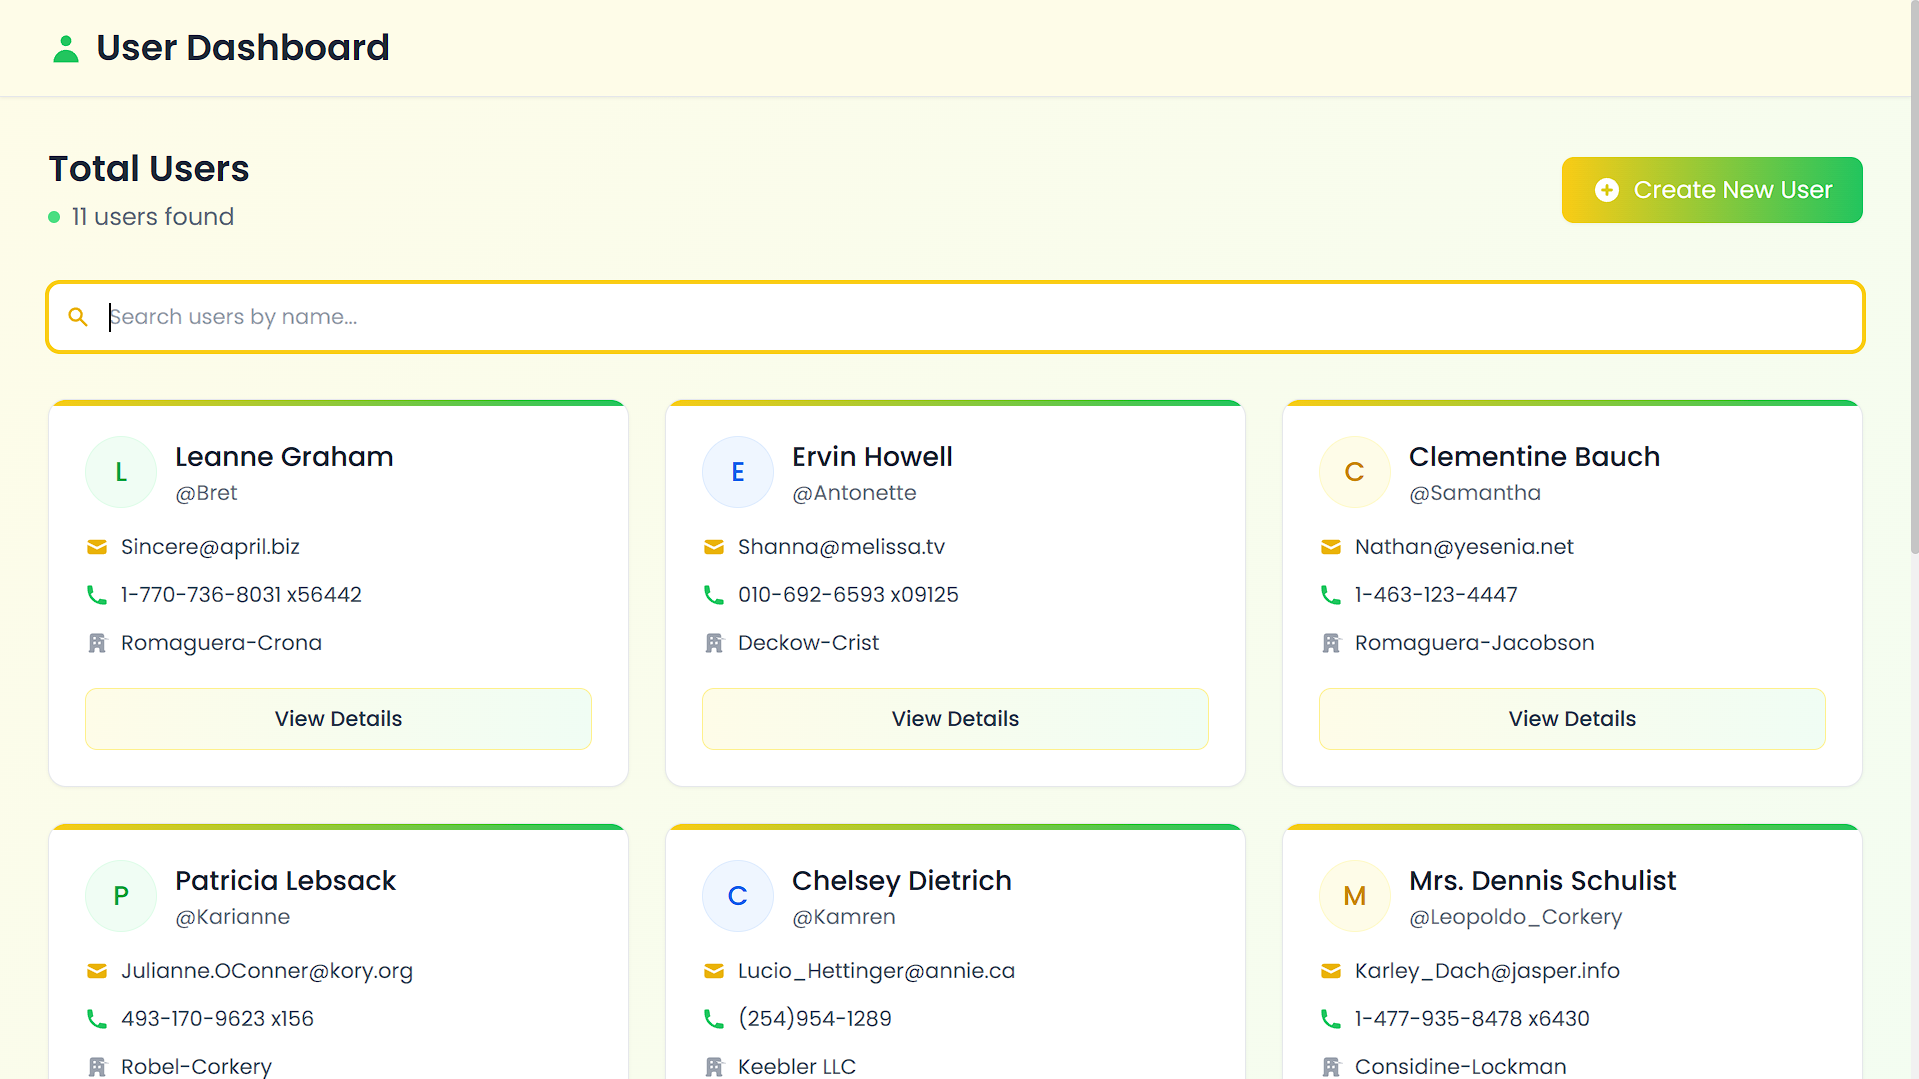 User Dashboard
Total Users
11 users found
Create New User
Search users by name...
L
Leanne Graham
@Bret
Sincere@april.biz
1-770-736-8031 x56442
Romaguera-Crona
View Details
E
Ervin Howell
@Antonette
Shanna@melissa.tv
010-692-6593 x09125
Deckow-Crist
View Details
C
Clementine Bauch
@Samantha
Nathan@yesenia.net
1-463-123-4447
Romaguera-Jacobson
View Details
P
Patricia Lebsack
@Karianne
Julianne.OConner@kory.org
493-170-9623 x156
Robel-Corkery
C
Chelsey Dietrich
@Kamren
Lucio_Hettinger@annie.ca
(254)954-1289
Keebler LLC
M
Mrs. Dennis Schulist
@Leopoldo_Corkery
Karley_Dach@jasper.info
1-477-935-8478 x6430
Considine-Lockman